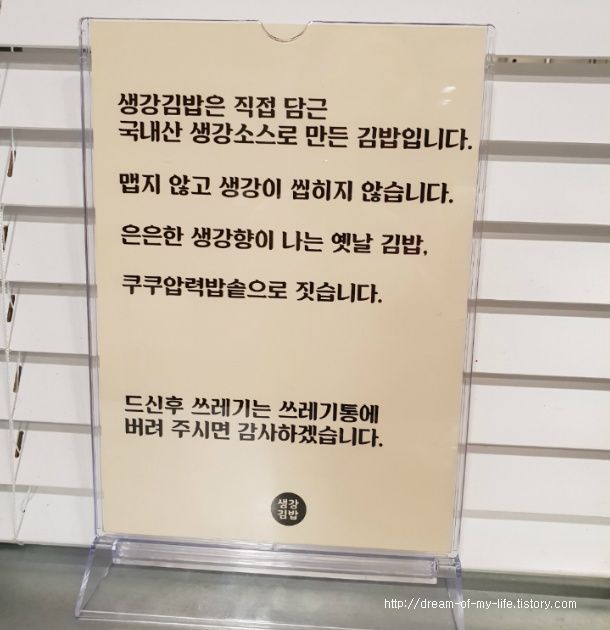 생강김밥은 직접 담근
국내산 생강소스로 만든 김밥입니다.
맵지 않고 생강이 씹히지 않습니다.
은은한 생강향이 나는 옛날 김밥,
쿠쿠압력밥솥으로 짓습니다.
드신후 쓰레기는 쓰레기통에
버려 주시면 감사하겠습니다.
생강
김밥
http://dream-of-my-life.tistory.com